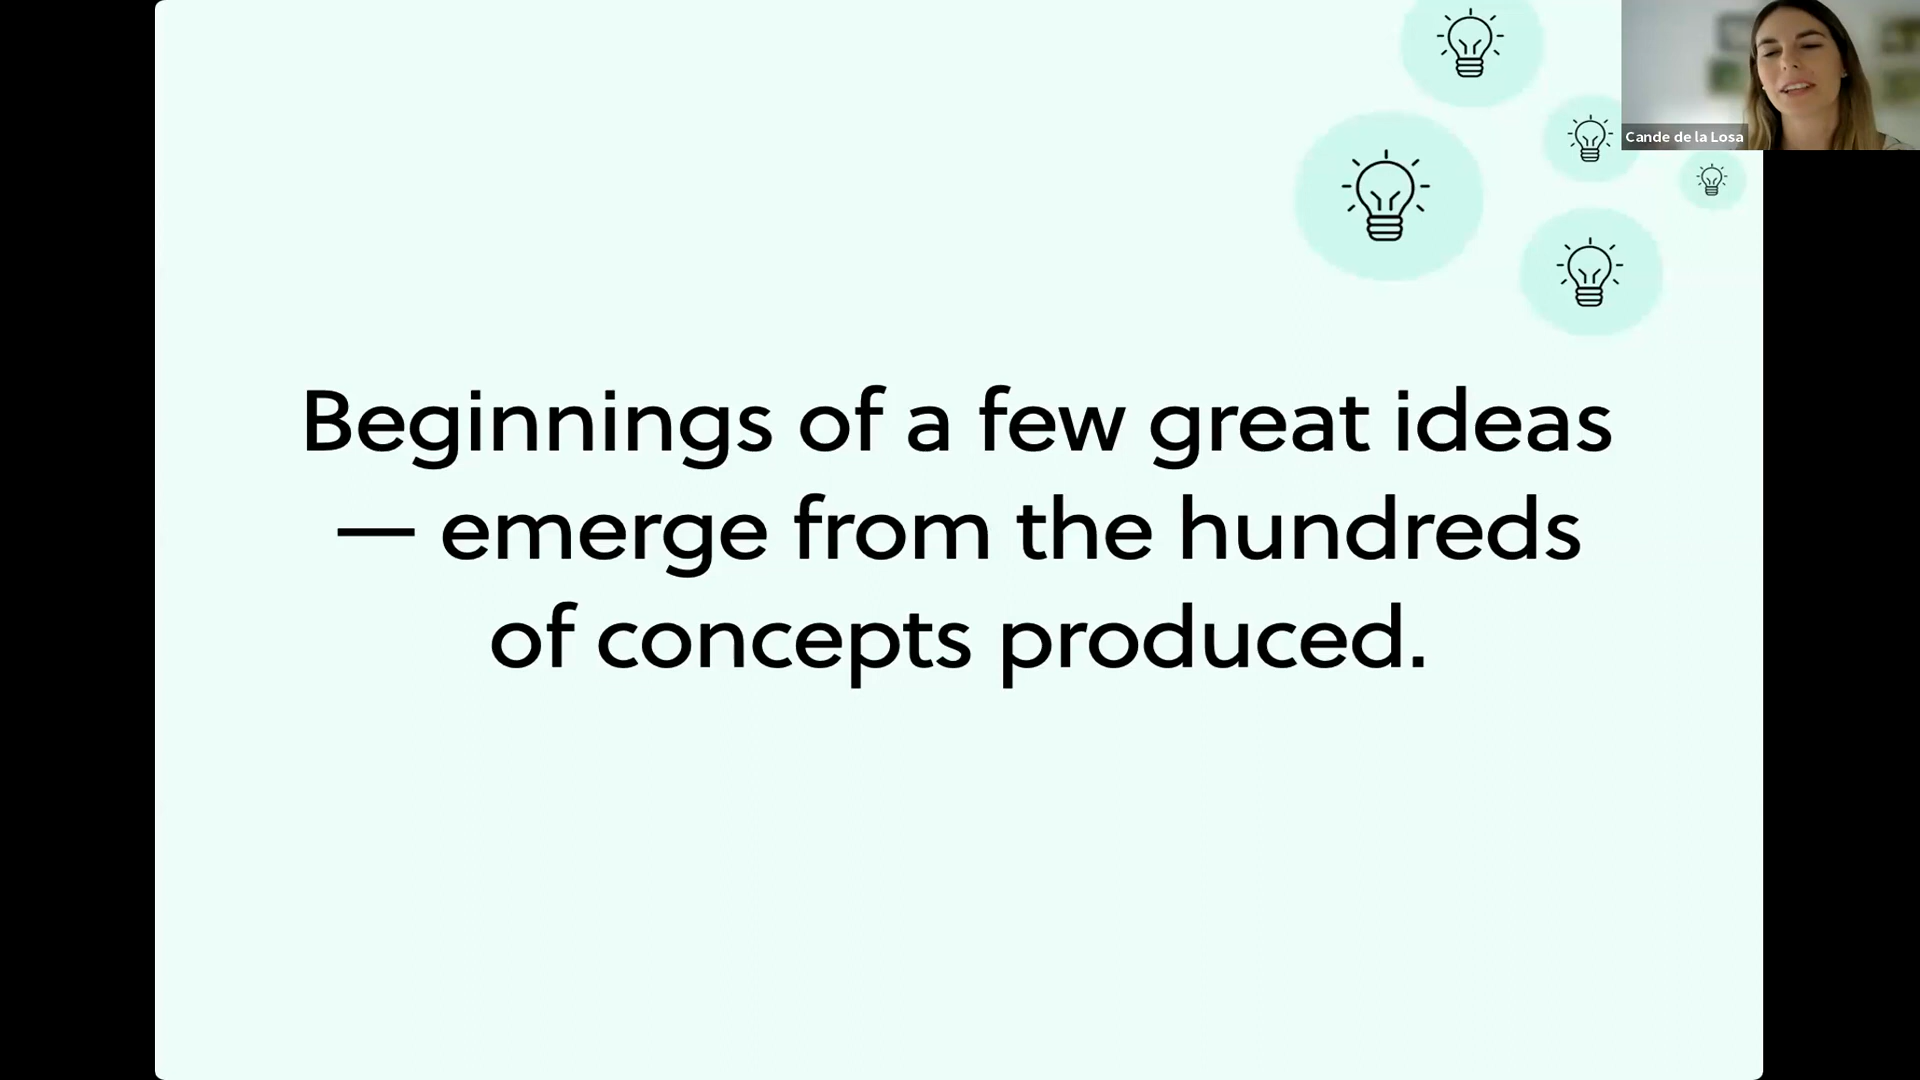 Cande de la Losa
Beginnings of a few great ideas
— emerge from the hundreds
of concepts produced.